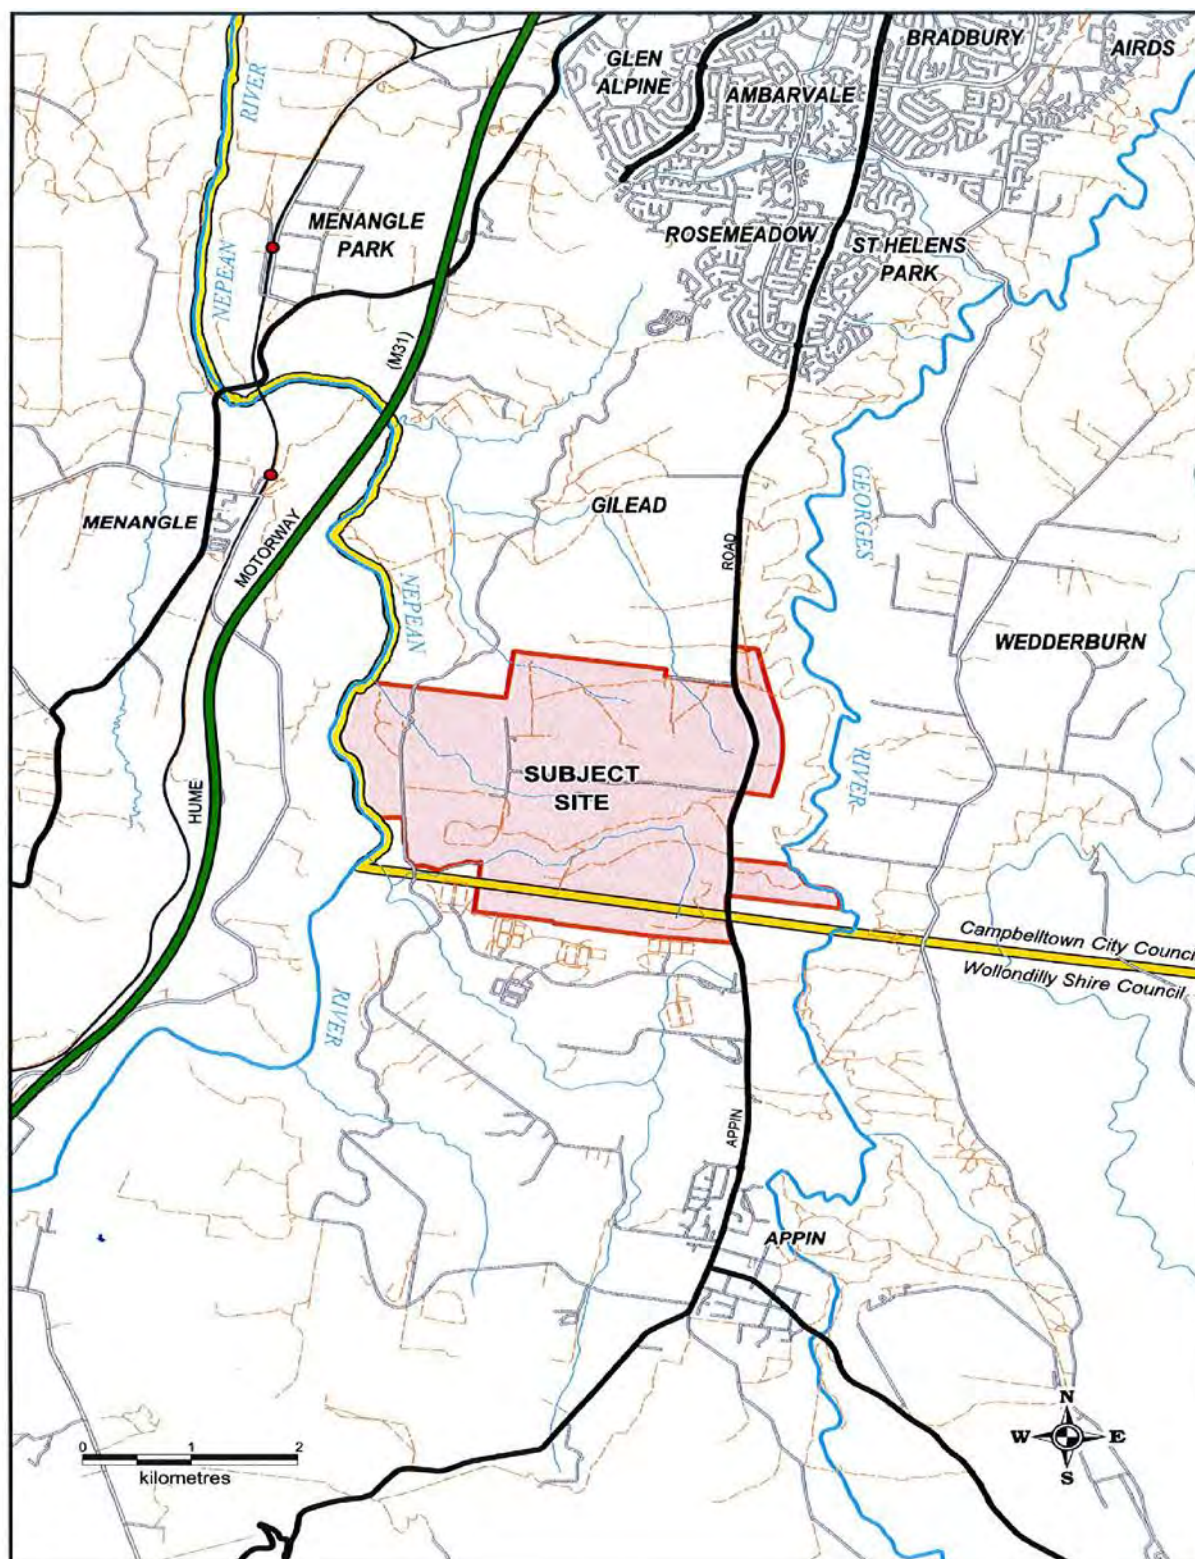 BRADBURY
AIRDS
GLEN
ALPINE
AMBARVALE
RIVER
MENANGLE
PARK
ROSEMEADOW
ST HELENS
PARK
NEPEAN
(M31)
GEORGES
GILEAD
MENANGLE
MOTORWAY
ROAD
NEPEAN
WEDDERBURN
SUBJECT
SITE
RIVER
HUME
Campbelltown City Council
Wollondilly Shire Council
RIVER
APPIN
APPIN
N
W E
S
0 1 2
kilometres